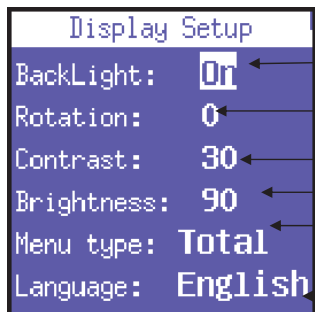 Display Setup
BackLight: On
Rotation: 0
Contrast: 30
Brightness: 90
Menu type: Total
Language: English